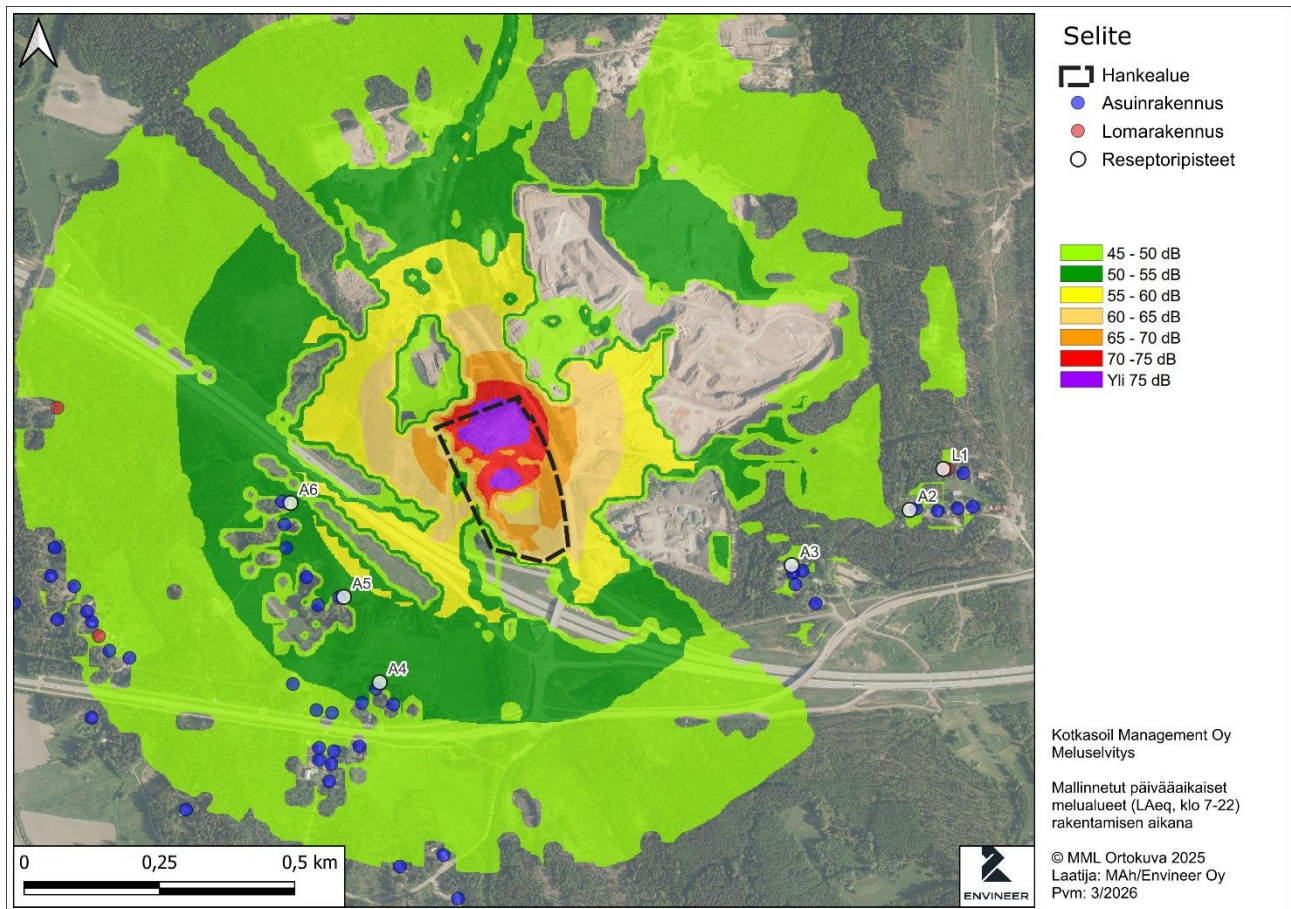 Selite
Hankealue
Asuinrakennus
Lomarakennus
Reseptoripisteet
45 - 50 dB
50 - 55 dB
55 - 60 dB
60 - 65 dB
65 - 70 dB
70 -75 dB
Yli 75 dB
L1
A2
A3
A6
A5
A4
0 0,25 0,5 km
ENVINEER
Kotkasoil Management Oy
Meluselvitys
Mallinnetut päivääaikaiset
melualueet (LAeq, klo 7-22)
rakentamisen aikana
© MML Ortokuva 2025
Laatija: MAh/Envineer Oy
Pvm: 3/2026